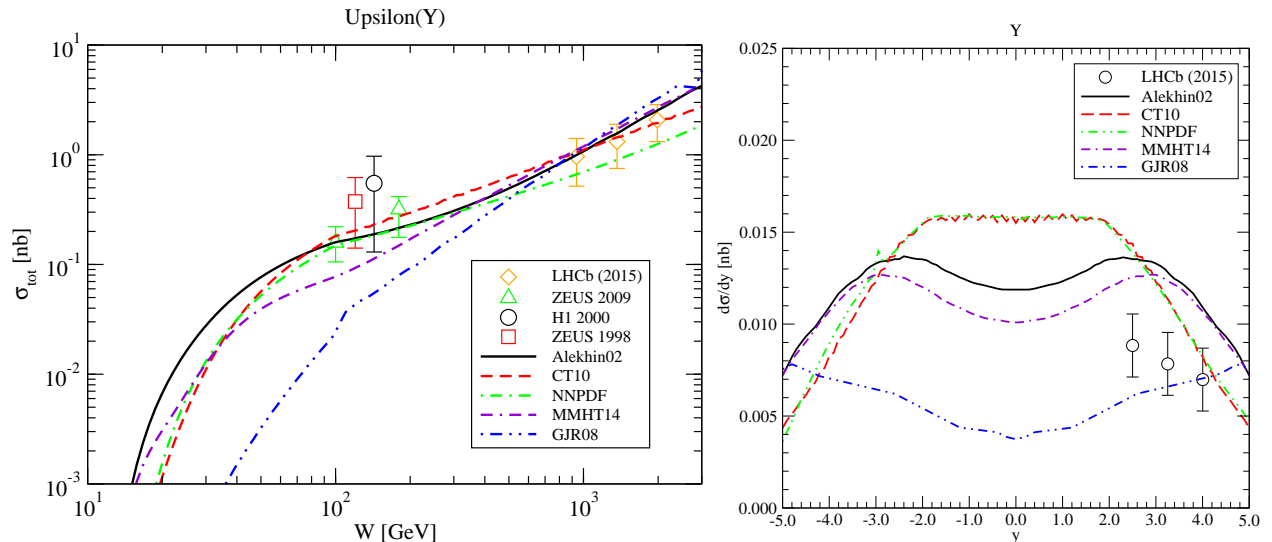 Upsilon(Y)
10^1
10^0
10^-1
10^-2
10^-3
σ_tot [nb]
LHCb (2015)
ZEUS 2009
H1 2000
ZEUS 1998
Alekhin02
CT10
NNPDF
MMHT14
GJR08
10^1 10^2 10^3
W [GeV]
Y
0.025
0.020
0.015
0.010
0.005
0.000
dσ/dy [nb]
LHCb (2015)
Alekhin02
CT10
NNPDF
MMHT14
GJR08
-5.0 -4.0 -3.0 -2.0 -1.0 0.0 1.0 2.0 3.0 4.0 5.0
y